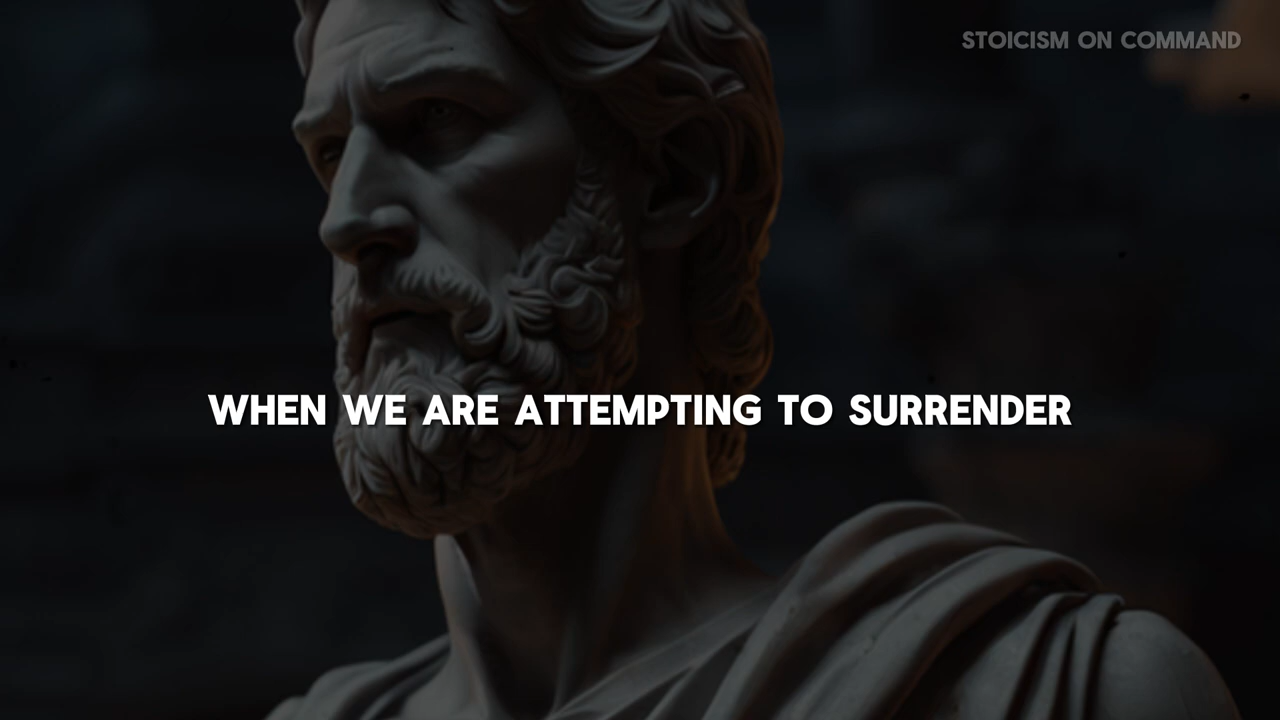 STOICISM ON COMMAND
WHEN WE ARE ATTEMPTING TO SURRENDER